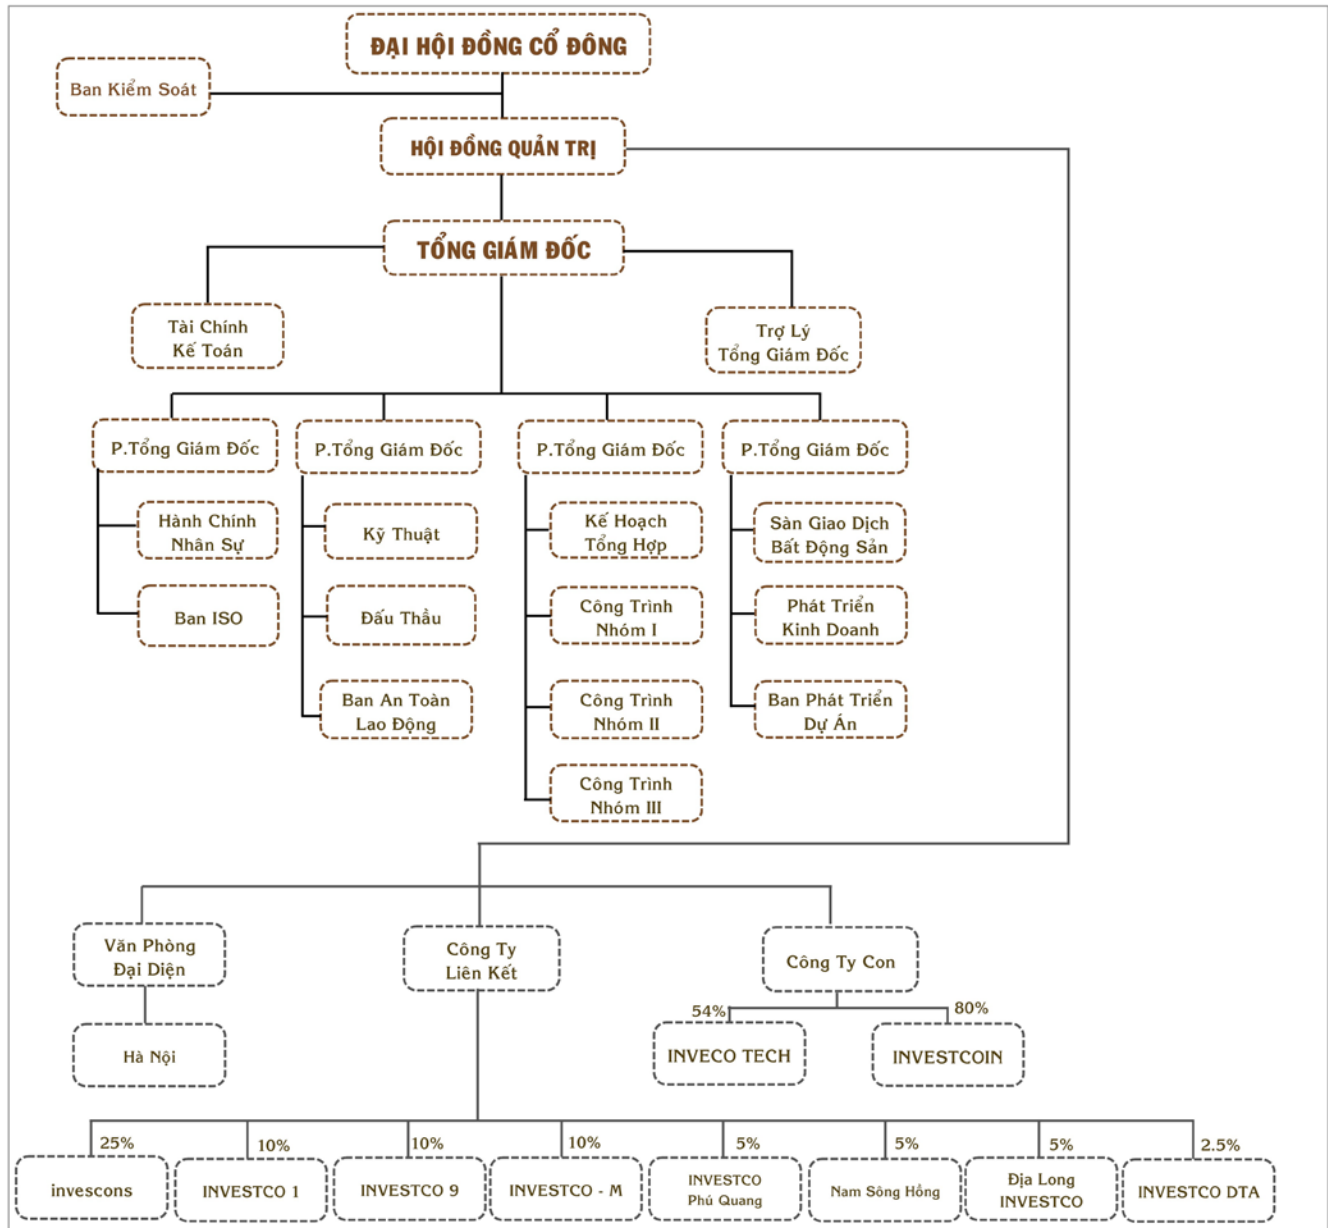 ĐẠI HỘI ĐỒNG CỔ ĐÔNG
Ban Kiểm Soát
HỘI ĐỒNG QUẢN TRỊ
TỔNG GIÁM ĐỐC
Tài Chính
Kế Toán
Trợ Lý
Tổng Giám Đốc
P.Tổng Giám Đốc
P.Tổng Giám Đốc
P.Tổng Giám Đốc
P.Tổng Giám Đốc
Hành Chính
Nhân Sự
Ban ISO
Kỹ Thuật
Đấu Thầu
Ban An Toàn
Lao Động
Kế Hoạch
Tổng Hợp
Công Trình
Nhóm I
Công Trình
Nhóm II
Công Trình
Nhóm III
Sàn Giao Dịch
Bất Động Sản
Phát Triển
Kinh Doanh
Ban Phát Triển
Dự Án
Văn Phòng
Đại Diện
Công Ty
Liên Kết
Công Ty Con
Hà Nội
54%
INVECO TECH
80%
INVESTCOIN
25%
invescons
10%
INVESTCO 1
10%
INVESTCO 9
10%
INVESTCO - M
5%
INVESTCO
Phú Quang
5%
Nam Sông Hồng
5%
Địa Long
INVESTCO
2.5%
INVESTCO DTA